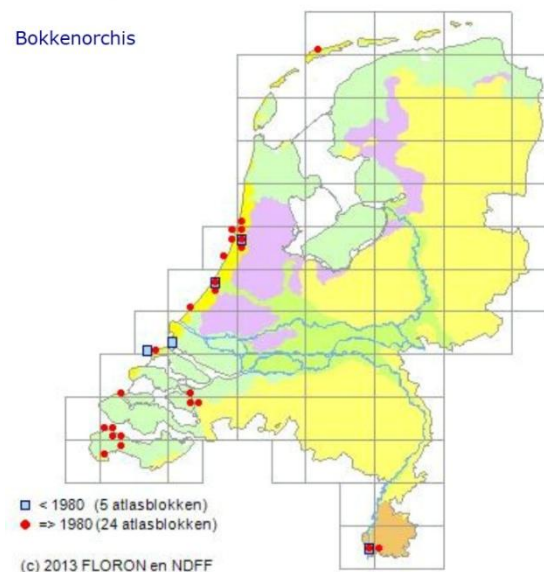 Bokkenorchis
< 1980 (5 atlasblokken)
=> 1980 (24 atlasblokken)
(c) 2013 FLORON en NDFF